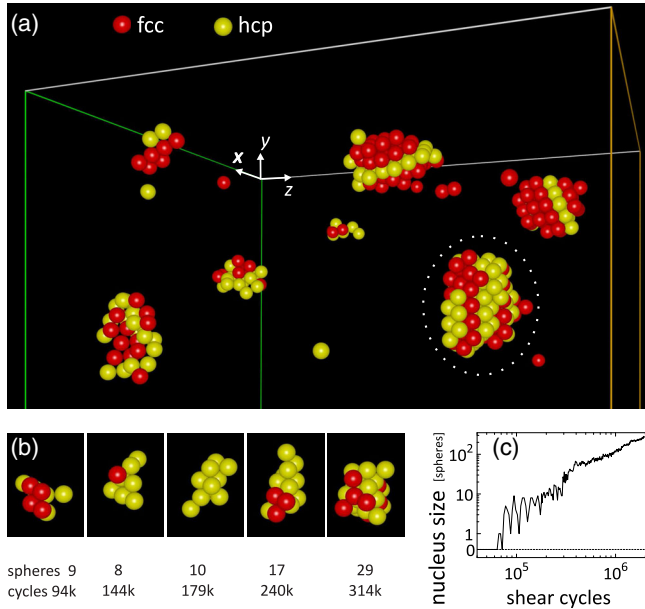 (a) fcc hcp
y
x
z
(b) (c)
nucleus size [spheres]
10²
10
1
0
10⁵ 10⁶
shear cycles
spheres 9 8 10 17 29
cycles 94k 144k 179k 240k 314k